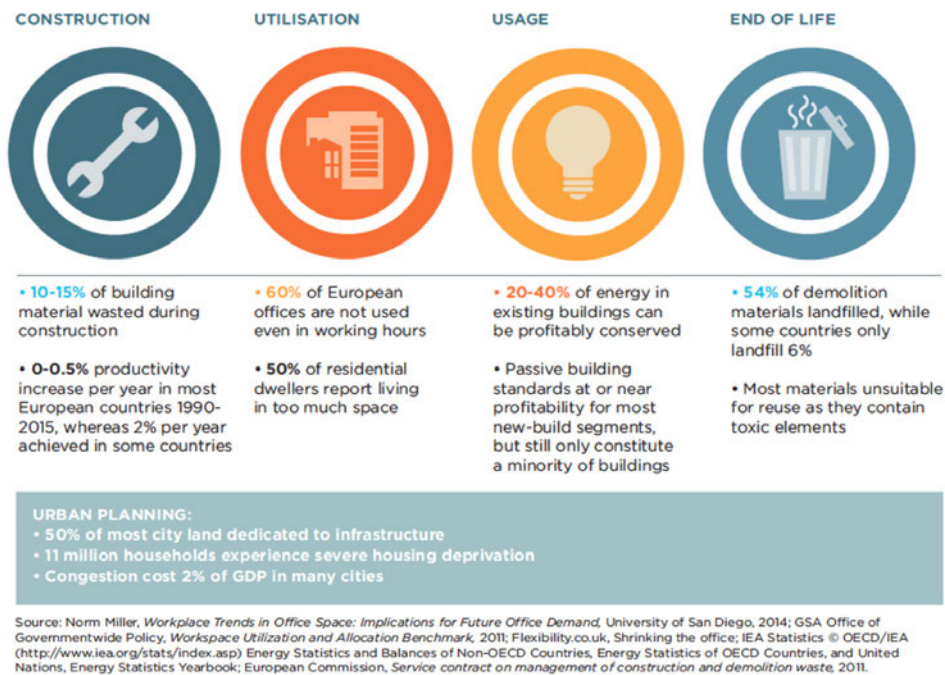 CONSTRUCTION
UTILISATION
USAGE
END OF LIFE
• 10-15% of building
material wasted during
construction
• 0-0.5% productivity
increase per year in most
European countries 1990-
2015, whereas 2% per year
achieved in some countries
• 60% of European
offices are not used
even in working hours
• 50% of residential
dwellers report living
in too much space
• 20-40% of energy in
existing buildings can
be profitably conserved
• Passive building
standards at or near
profitability for most
new-build segments,
but still only constitute
a minority of buildings
• 54% of demolition
materials landfilled, while
some countries only
landfill 6%
• Most materials unsuitable
for reuse as they contain
toxic elements
URBAN PLANNING:
• 50% of most city land dedicated to infrastructure
• 11 million households experience severe housing deprivation
• Congestion cost 2% of GDP in many cities
Source: Norm Miller, Workplace Trends in Office Space: Implications for Future Office Demand, University of San Diego, 2014; GSA Office of
Governmentwide Policy, Workspace Utilization and Allocation Benchmark, 2011; Flexibility.co.uk, Shrinking the office; IEA Statistics © OECD/IEA
(http://www.iea.org/stats/index.asp) Energy Statistics and Balances of Non-OECD Countries, Energy Statistics of OECD Countries, and United
Nations, Energy Statistics Yearbook; European Commission, Service contract on management of construction and demolition waste, 2011.